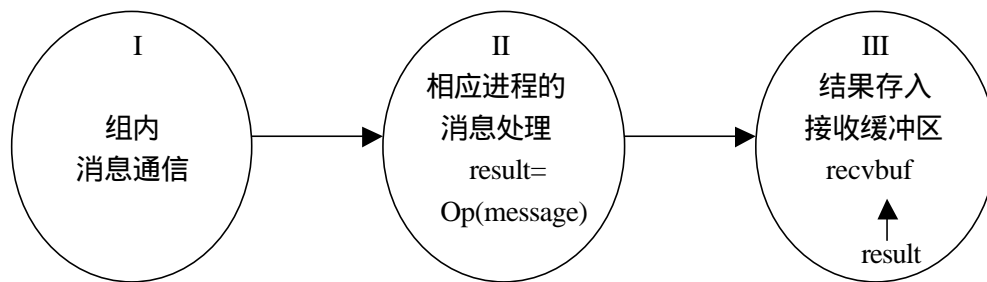 I
组内
消息通信
II
相应进程的
消息处理
result=
Op(message)
III
结果存入
接收缓冲区
recvbuf
result